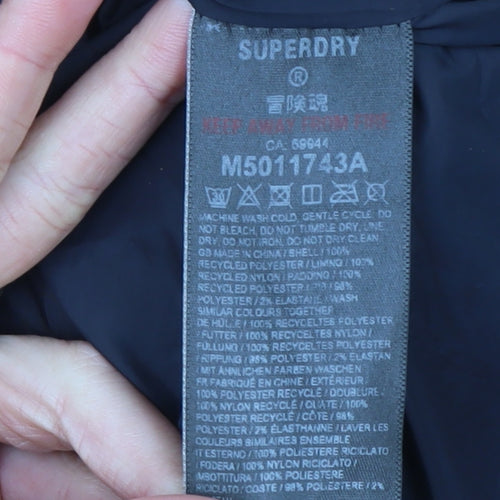 SUPERDRY
®
冒険魂
KEEP AWAY FROM FIRE
CA: 59944
M5011743A
MACHINE WASH COLD, GENTLE CYCLE, DO
NOT BLEACH, DO NOT TUMBLE DRY, LINE
DRY, DO NOT IRON, DO NOT DRY CLEAN
GB MADE IN CHINA / SHELL / 100%
RECYCLED POLYESTER / LINING / 100%
RECYCLED NYLON / PADDING / 100%
RECYCLED POLYESTER / RIB / 98%
POLYESTER / 2% ELASTANE / WASH
SIMILAR COLOURS TOGETHER
DE HÜLLE / 100% RECYCELTES POLYESTER
/ FUTTER / 100% RECYCELTES NYLON /
FÜLLUNG / 100% RECYCELTES POLYESTER
/ RIPPUNG / 98% POLYESTER / 2% ELASTAN
/ MIT ÄHNLICHEN FARBEN WASCHEN
FR FABRIQUÉ EN CHINE / EXTÉRIEUR
100% POLYESTER RECYCLÉ / DOUBLURE /
100% NYLON RECYCLÉ / OUATE / 100%
POLYESTER RECYCLÉ / CÔTE / 98%
POLYESTER / 2% ÉLASTHANNE / LAVER LES
COULEURS SIMILAIRES ENSEMBLE
IT ESTERNO / 100% POLIESTERE RICICLATO
/ FODERA / 100% NYLON RICICLATO /
IMBOTTITURA / 100% POLIESTERE
RICICLATO / COSTE / 98% POLIESTERE / 2%